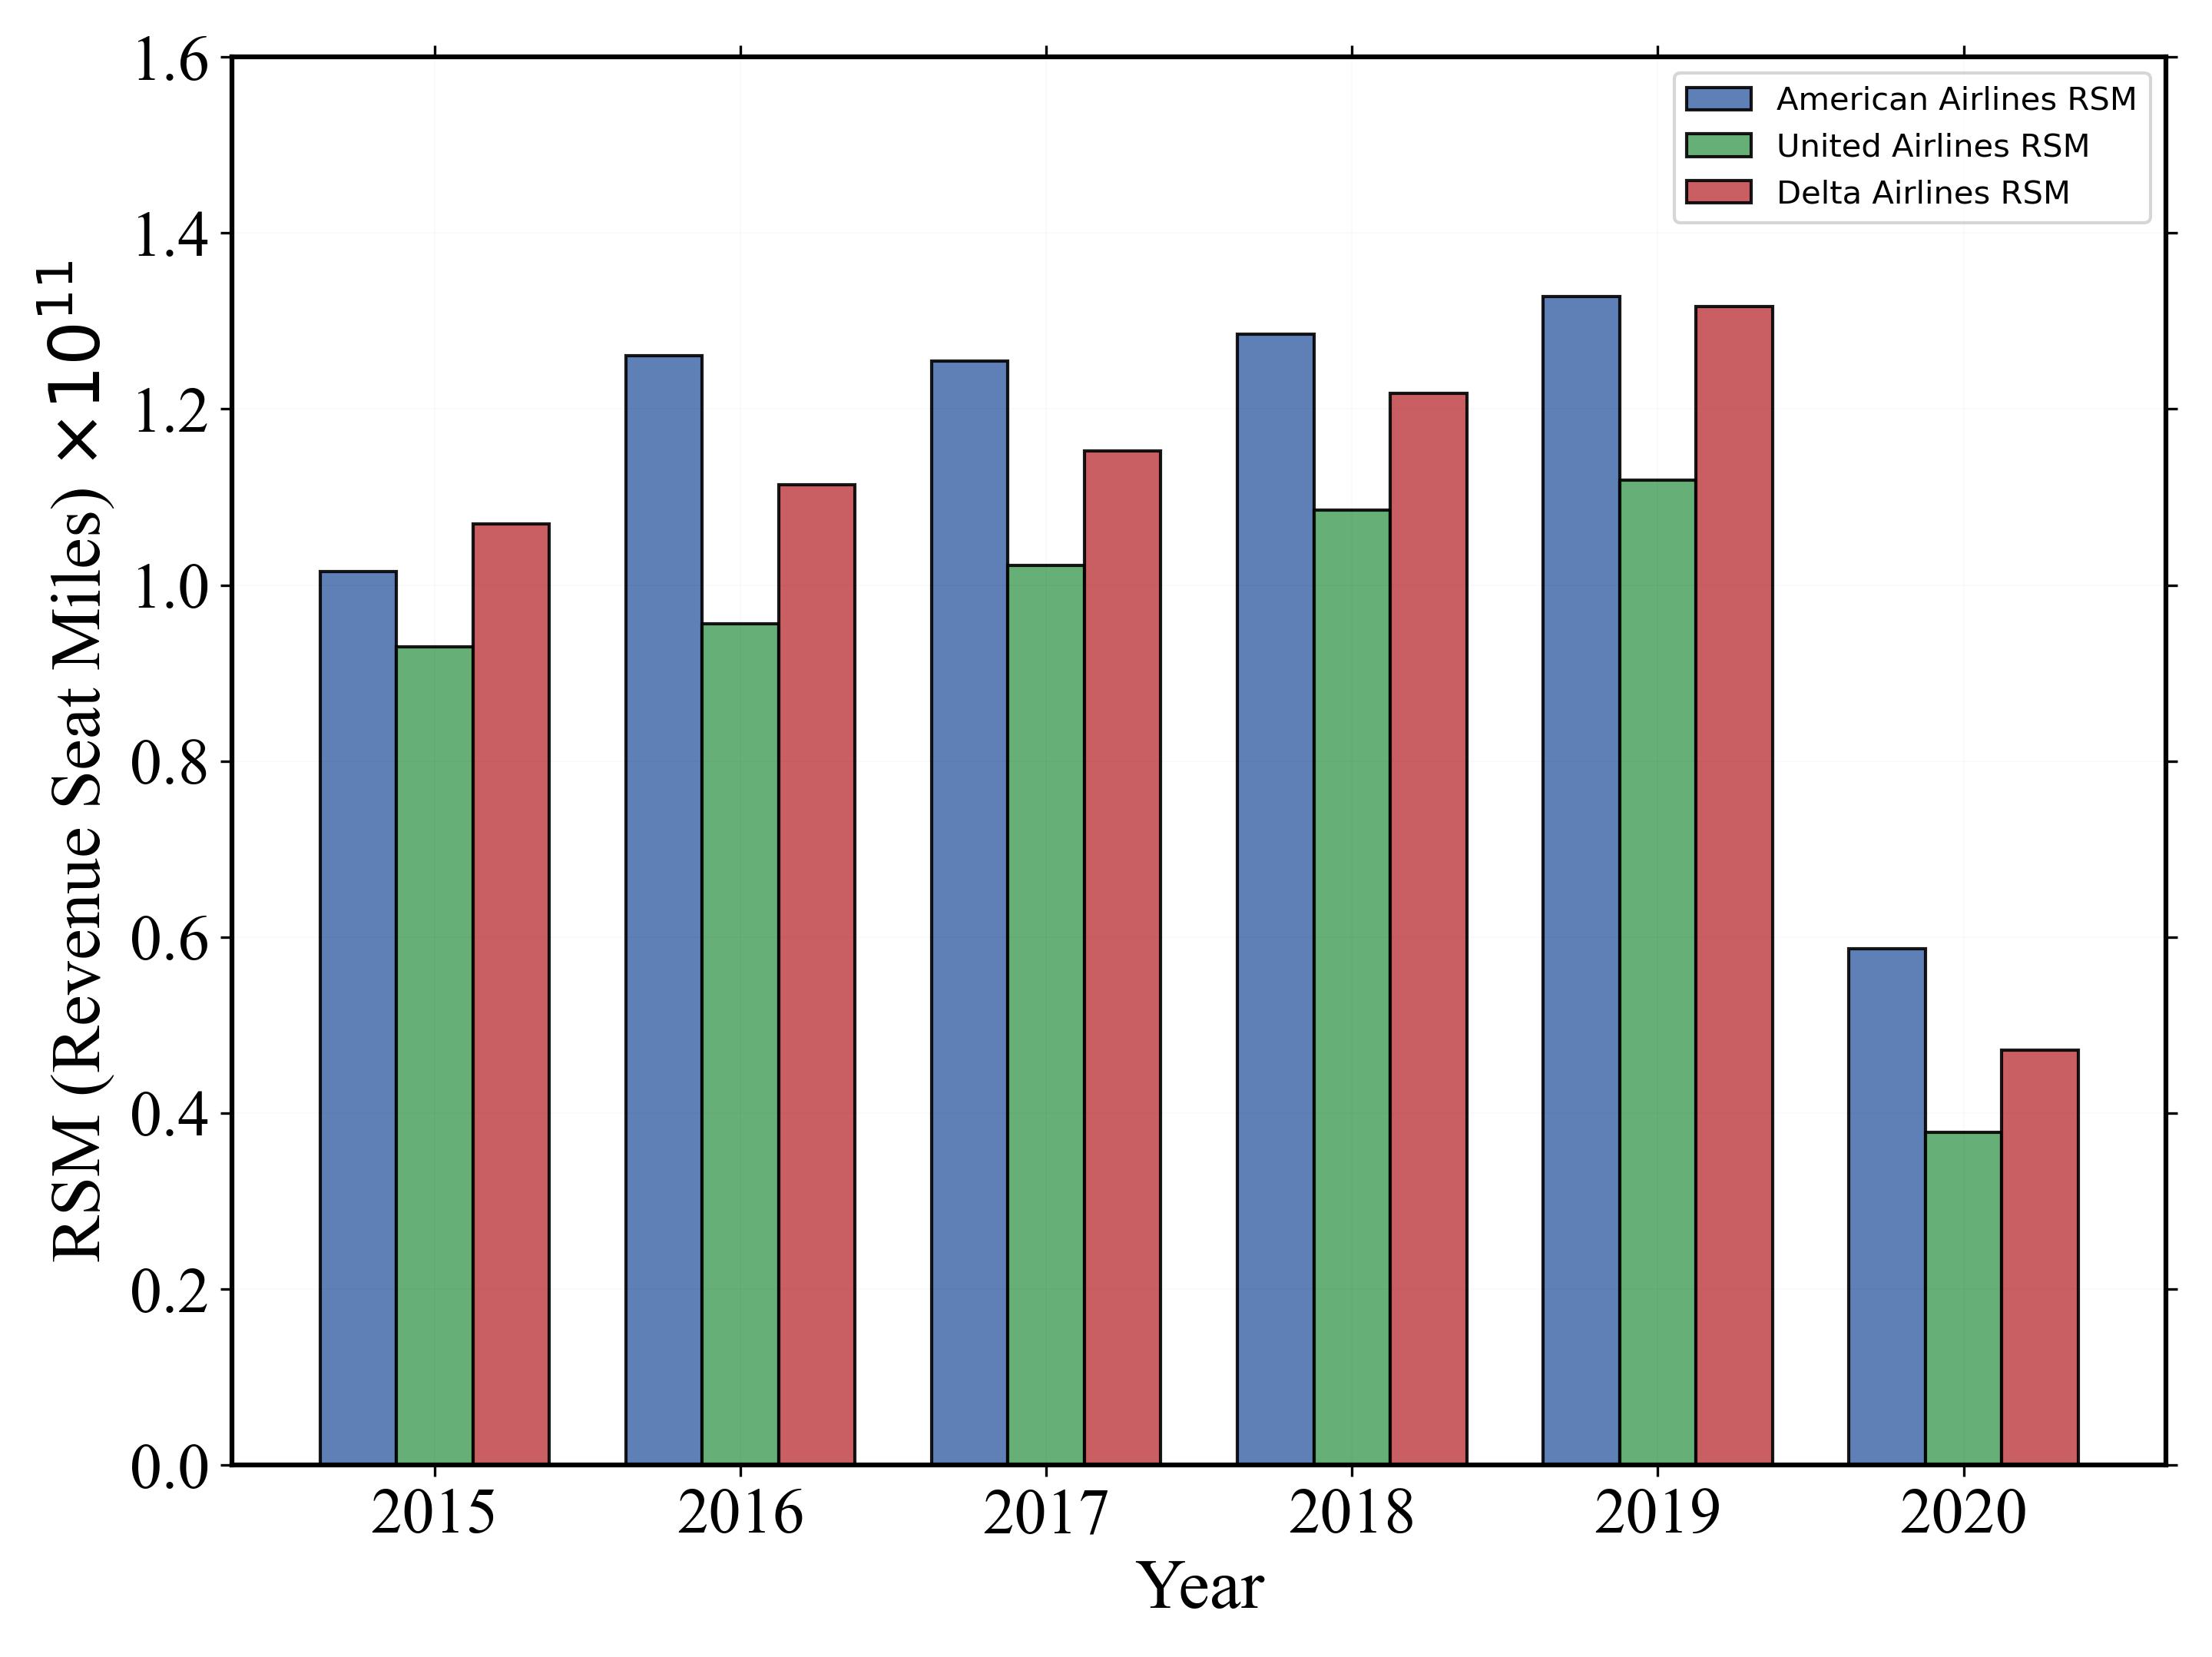 1.6
1.4
1.2
1.0
0.8
0.6
0.4
0.2
0.0
RSM (Revenue Seat Miles) ×10¹¹
American Airlines RSM
United Airlines RSM
Delta Airlines RSM
2015 2016 2017 2018 2019 2020
Year